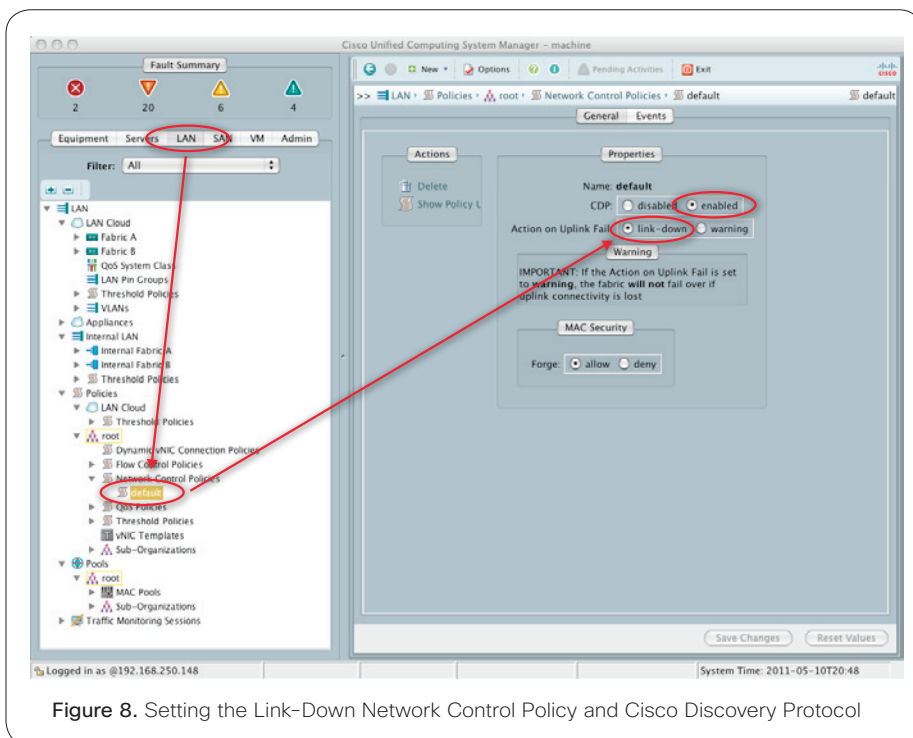 Cisco Unified Computing System Manager - machine
Fault Summary
2 20 6 4
Equipment Servers LAN SAN VM Admin
Filter: All
LAN
LAN Cloud
Fabric A
Fabric B
QoS System Class
LAN Pin Groups
Threshold Policies
VLANs
Appliances
Internal LAN
Internal Fabric A
Internal Fabric B
Threshold Policies
Policies
LAN Cloud
Threshold Policies
root
Dynamic vNIC Connection Policies
Flow Control Policies
Network Control Policies
default
QoS Policies
Threshold Policies
vNIC Templates
Sub-Organizations
Pools
root
MAC Pools
Sub-Organizations
Traffic Monitoring Sessions
New Options Pending Activities Exit
CISCO
>> LAN Policies root Network Control Policies default default
General Events
Actions
Delete
Show Policy U
Properties
Name: default
CDP: disabled enabled
Action on Uplink Fail: link-down warning
Warning
IMPORTANT: If the Action on Uplink Fail is set
to warning, the fabric will not fail over if
uplink connectivity is lost
MAC Security
Forge: allow deny
Save Changes Reset Values
Logged in as @192.168.250.148 System Time: 2011-05-10T20:48
Figure 8. Setting the Link-Down Network Control Policy and Cisco Discovery Protocol